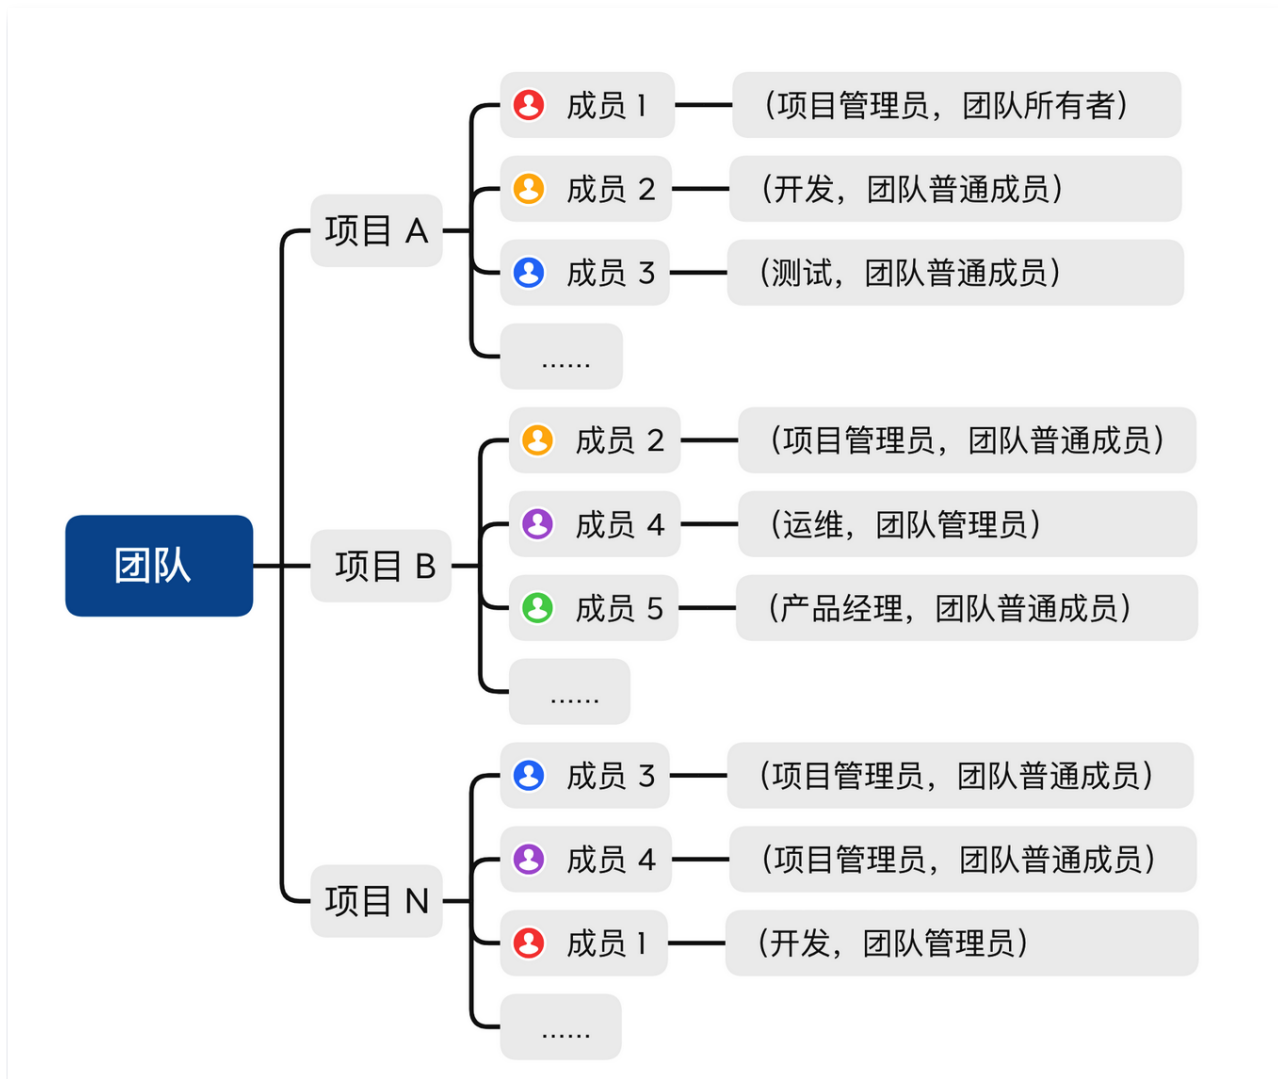 团队
项目 A
成员 1
（项目管理员，团队所有者）
成员 2
（开发，团队普通成员）
成员 3
（测试，团队普通成员）
......
项目 B
成员 2
（项目管理员，团队普通成员）
成员 4
（运维，团队管理员）
成员 5
（产品经理，团队普通成员）
......
项目 N
成员 3
（项目管理员，团队普通成员）
成员 4
（项目管理员，团队普通成员）
成员 1
（开发，团队管理员）
......